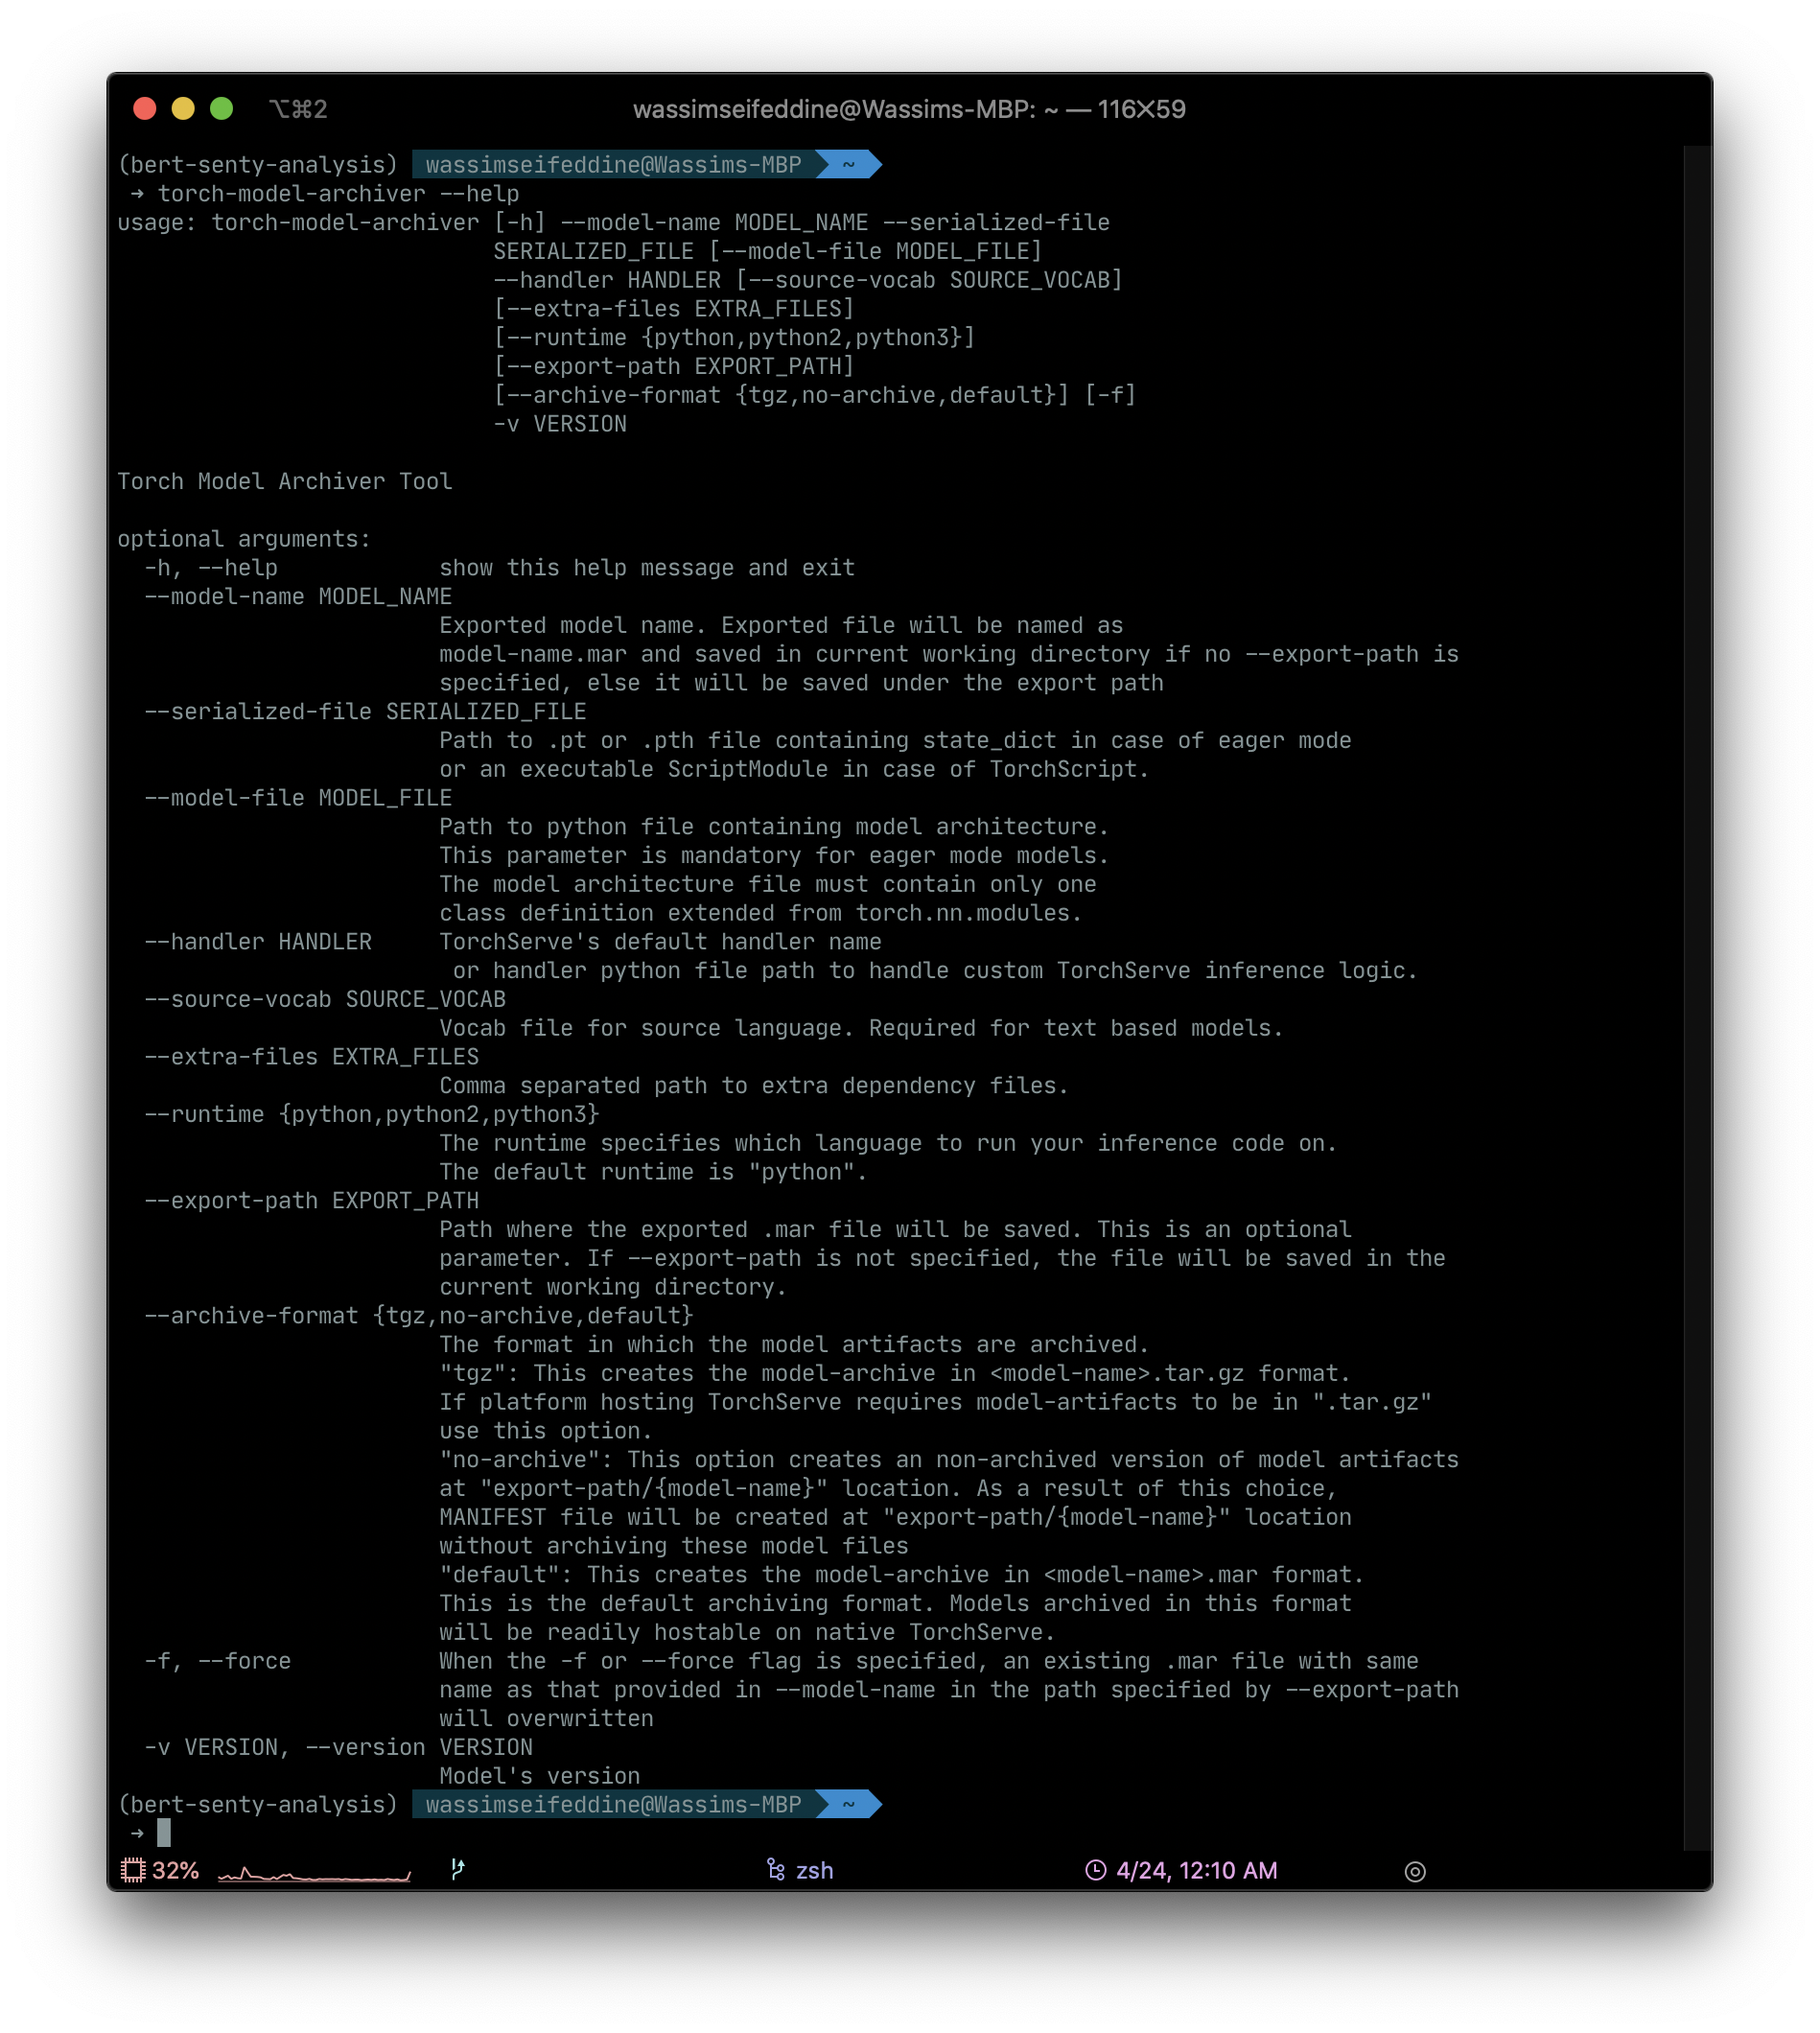 ⌥⌘2 wassimseifeddine@Wassims-MBP: ~ — 116×59
(bert-senty-analysis) wassimseifeddine@Wassims-MBP ~
➜ torch-model-archiver --help
usage: torch-model-archiver [-h] --model-name MODEL_NAME --serialized-file
SERIALIZED_FILE [--model-file MODEL_FILE]
--handler HANDLER [--source-vocab SOURCE_VOCAB]
[--extra-files EXTRA_FILES]
[--runtime {python,python2,python3}]
[--export-path EXPORT_PATH]
[--archive-format {tgz,no-archive,default}] [-f]
-v VERSION
Torch Model Archiver Tool
optional arguments:
-h, --help show this help message and exit
--model-name MODEL_NAME
Exported model name. Exported file will be named as
model-name.mar and saved in current working directory if no --export-path is
specified, else it will be saved under the export path
--serialized-file SERIALIZED_FILE
Path to .pt or .pth file containing state_dict in case of eager mode
or an executable ScriptModule in case of TorchScript.
--model-file MODEL_FILE
Path to python file containing model architecture.
This parameter is mandatory for eager mode models.
The model architecture file must contain only one
class definition extended from torch.nn.modules.
--handler HANDLER TorchServe's default handler name
or handler python file path to handle custom TorchServe inference logic.
--source-vocab SOURCE_VOCAB
Vocab file for source language. Required for text based models.
--extra-files EXTRA_FILES
Comma separated path to extra dependency files.
--runtime {python,python2,python3}
The runtime specifies which language to run your inference code on.
The default runtime is "python".
--export-path EXPORT_PATH
Path where the exported .mar file will be saved. This is an optional
parameter. If --export-path is not specified, the file will be saved in the
current working directory.
--archive-format {tgz,no-archive,default}
The format in which the model artifacts are archived.
"tgz": This creates the model-archive in <model-name>.tar.gz format.
If platform hosting TorchServe requires model-artifacts to be in ".tar.gz"
use this option.
"no-archive": This option creates an non-archived version of model artifacts
at "export-path/{model-name}" location. As a result of this choice,
MANIFEST file will be created at "export-path/{model-name}" location
without archiving these model files
"default": This creates the model-archive in <model-name>.mar format.
This is the default archiving format. Models archived in this format
will be readily hostable on native TorchServe.
-f, --force When the -f or --force flag is specified, an existing .mar file with same
name as that provided in --model-name in the path specified by --export-path
will overwritten
-v VERSION, --version VERSION
Model's version
(bert-senty-analysis) wassimseifeddine@Wassims-MBP ~
➜
32% zsh 4/24, 12:10 AM